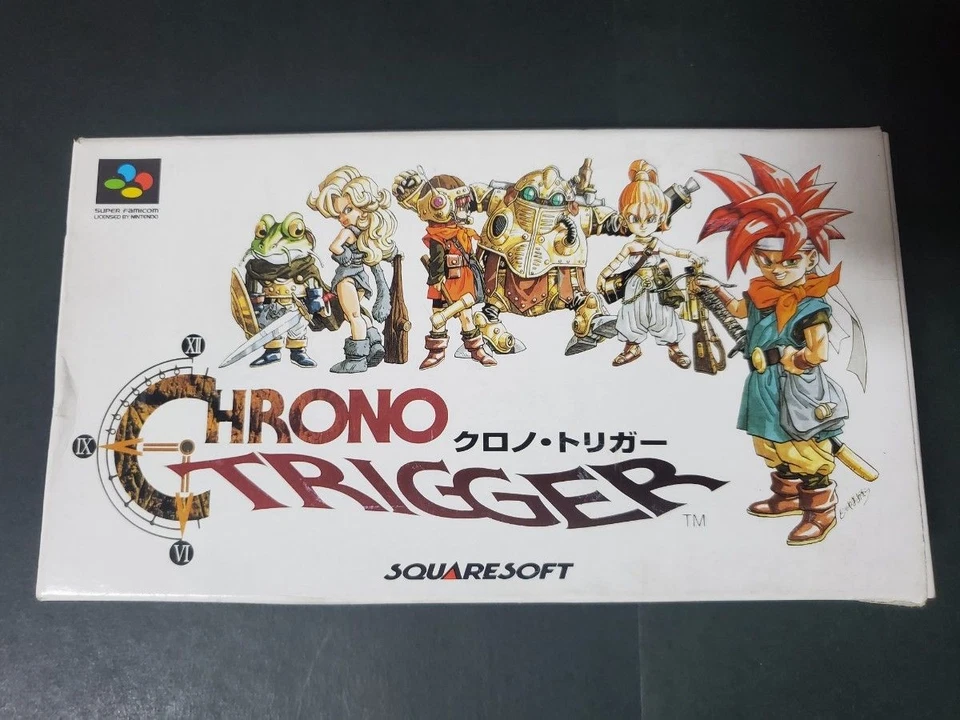 SUPER FAMICOM
LICENSED BY NINTENDO
XII
IX
VI
CHRONO
クロノ・トリガー
TRIGGER
TM
SQUARESOFT